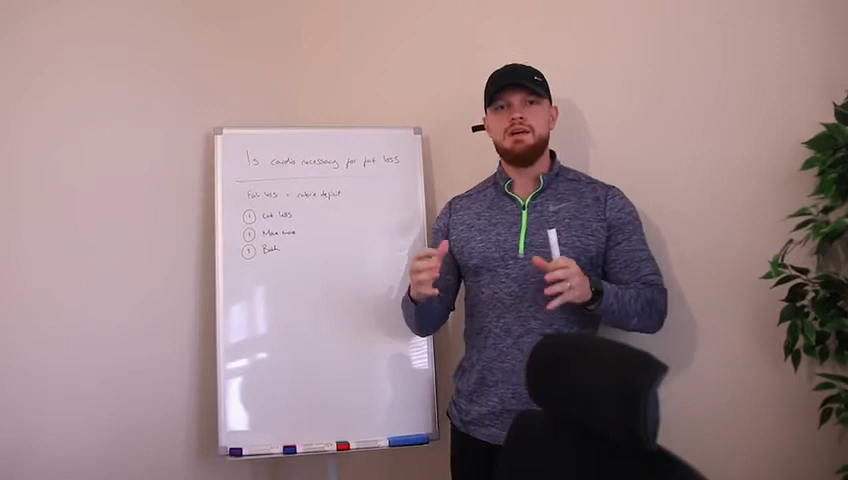 Is cardio necessary for fat loss
Fat loss = calorie deficit
1 Eat less
2 Move more
3 Both